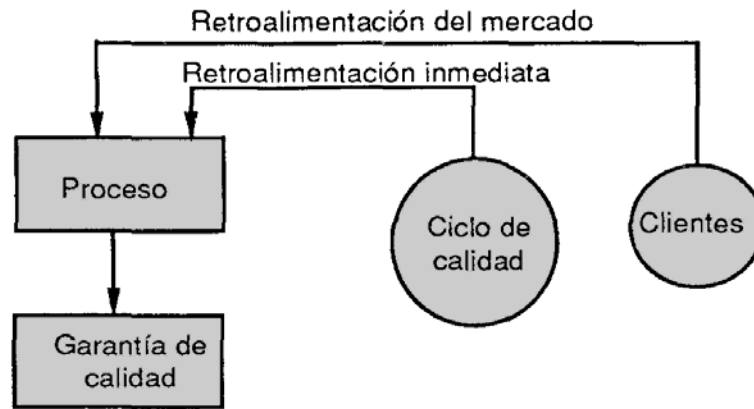 Retroalimentación del mercado
Retroalimentación inmediata
Proceso
Ciclo de
calidad
Clientes
Garantía de
calidad